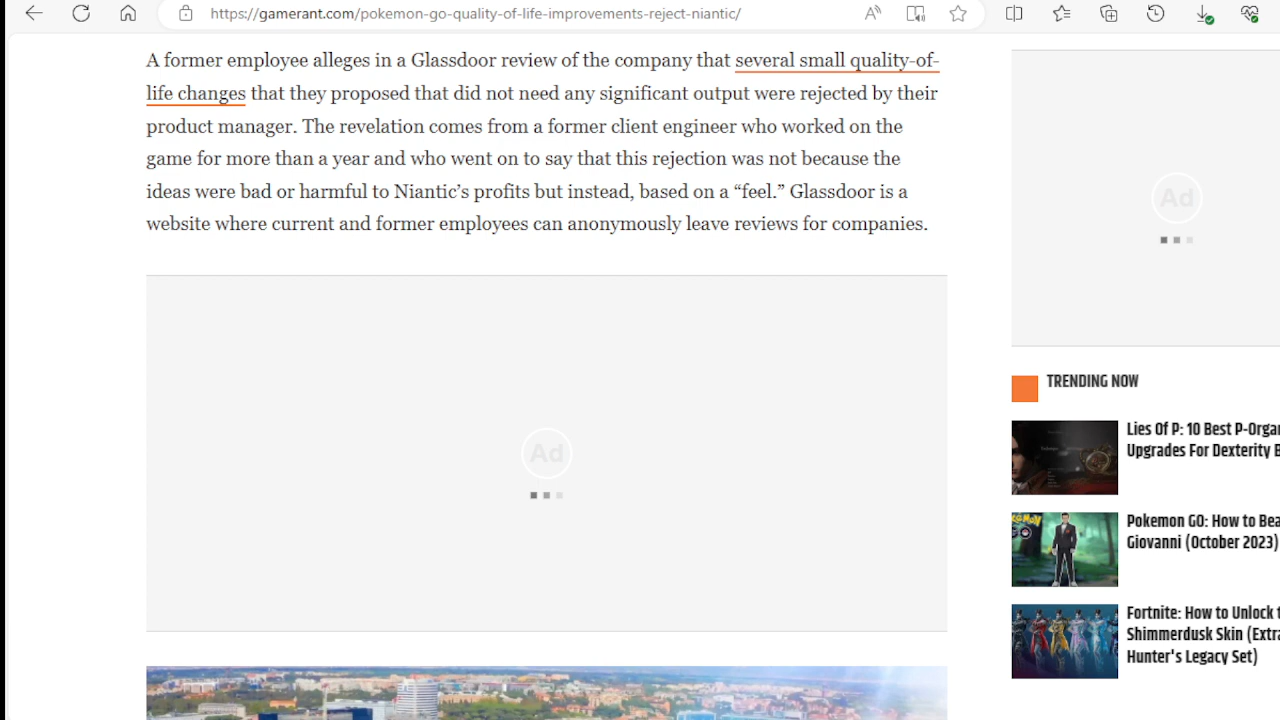 https://gamerant.com/pokemon-go-quality-of-life-improvements-reject-niantic/
A former employee alleges in a Glassdoor review of the company that several small quality-of-
life changes that they proposed that did not need any significant output were rejected by their
product manager. The revelation comes from a former client engineer who worked on the
game for more than a year and who went on to say that this rejection was not because the
ideas were bad or harmful to Niantic’s profits but instead, based on a “feel.” Glassdoor is a
website where current and former employees can anonymously leave reviews for companies.
Ad
Ad
TRENDING NOW
Lies Of P: 10 Best P-Orga
Upgrades For Dexterity B
Pokemon GO: How to Bea
Giovanni (October 2023)
Fortnite: How to Unlock t
Shimmerdusk Skin (Extra
Hunter's Legacy Set)